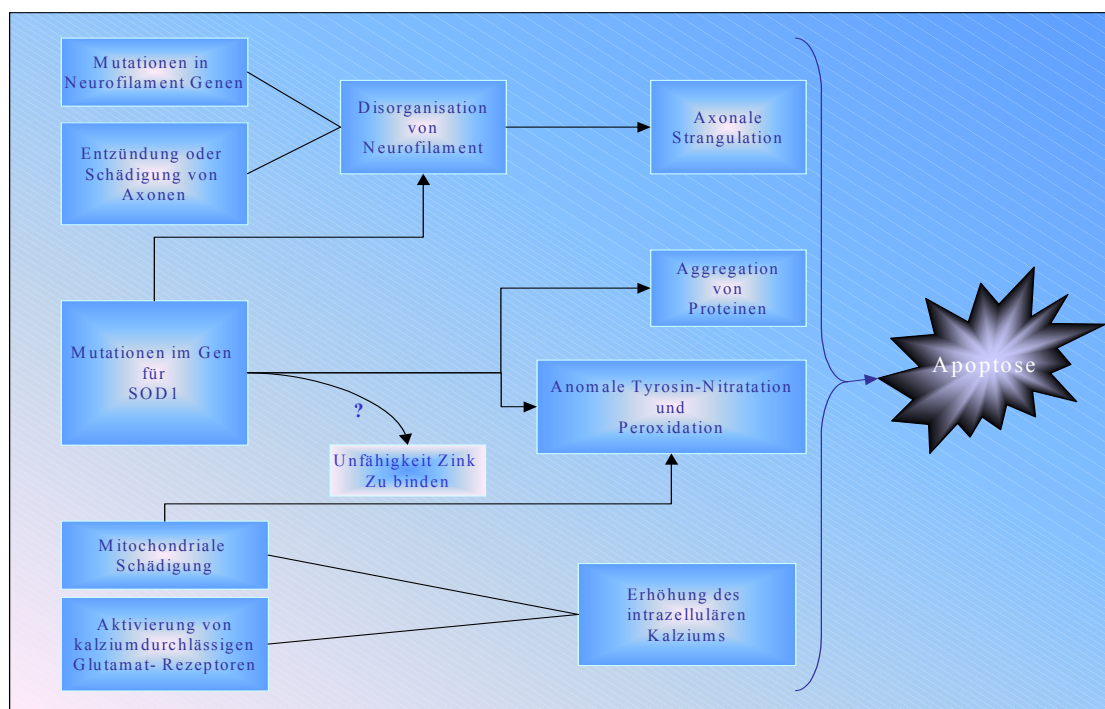 Mutationen in
Neurofilament Genen
Entzündung oder
Schädigung von
Axonen
Disorganisation
von
Neurofilament
Axonale
Strangulation
Mutationen im Gen
für
SOD1
?
Unfähigkeit Zink
Zu binden
Aggregation
von
Proteinen
Anomale Tyrosin-Nitratation
und
Peroxidation
Mitochondriale
Schädigung
Aktivierung von
kalziumdurchlässigen
Glutamat- Rezeptoren
Erhöhung des
intrazellulären
Kalziums
Apoptose